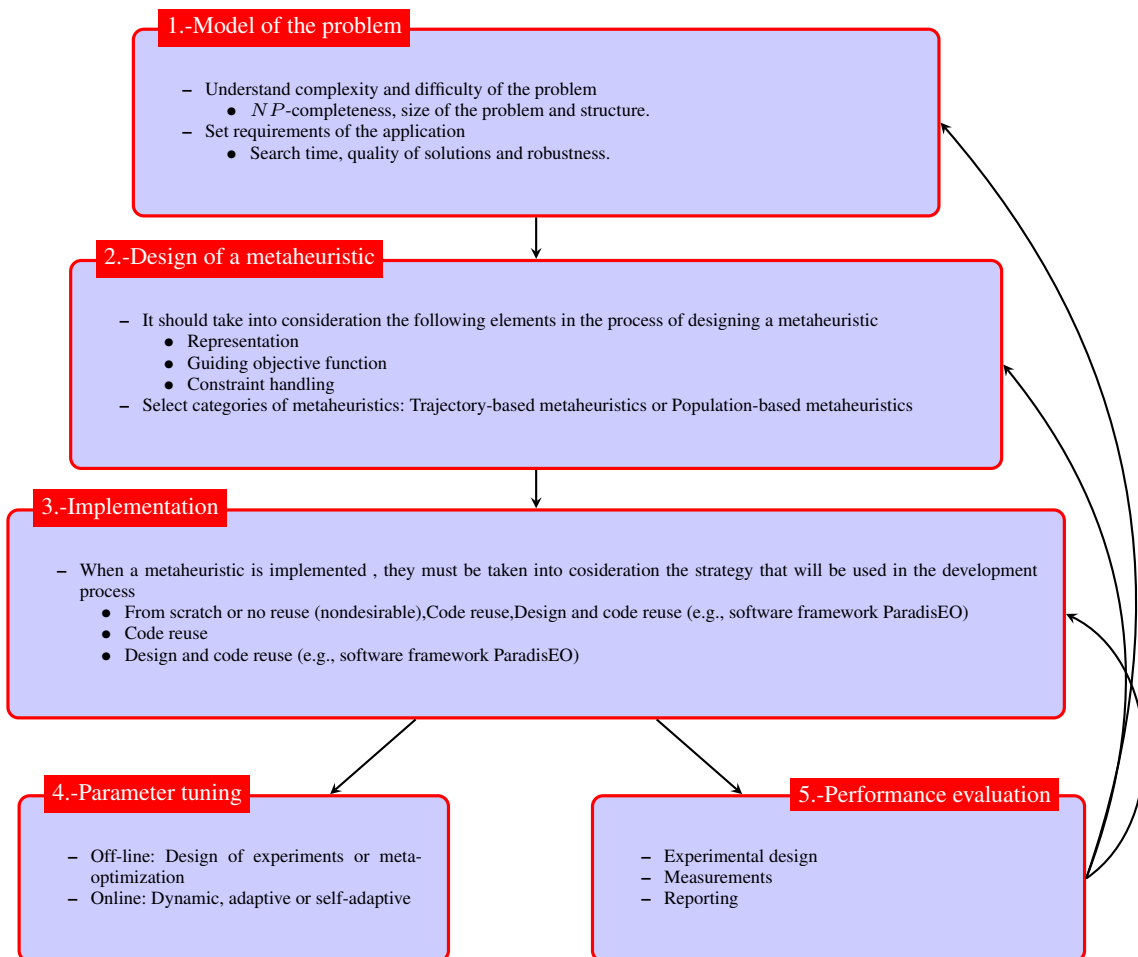 1.-Model of the problem
– Understand complexity and difficulty of the problem
• NP-completeness, size of the problem and structure.
– Set requirements of the application
• Search time, quality of solutions and robustness.
2.-Design of a metaheuristic
– It should take into consideration the following elements in the process of designing a metaheuristic
• Representation
• Guiding objective function
• Constraint handling
– Select categories of metaheuristics: Trajectory-based metaheuristics or Population-based metaheuristics
3.-Implementation
– When a metaheuristic is implemented , they must be taken into cosideration the strategy that will be used in the development
process
• From scratch or no reuse (nondesirable),Code reuse,Design and code reuse (e.g., software framework ParadisEO)
• Code reuse
• Design and code reuse (e.g., software framework ParadisEO)
4.-Parameter tuning
– Off-line: Design of experiments or meta-
optimization
– Online: Dynamic, adaptive or self-adaptive
5.-Performance evaluation
– Experimental design
– Measurements
– Reporting